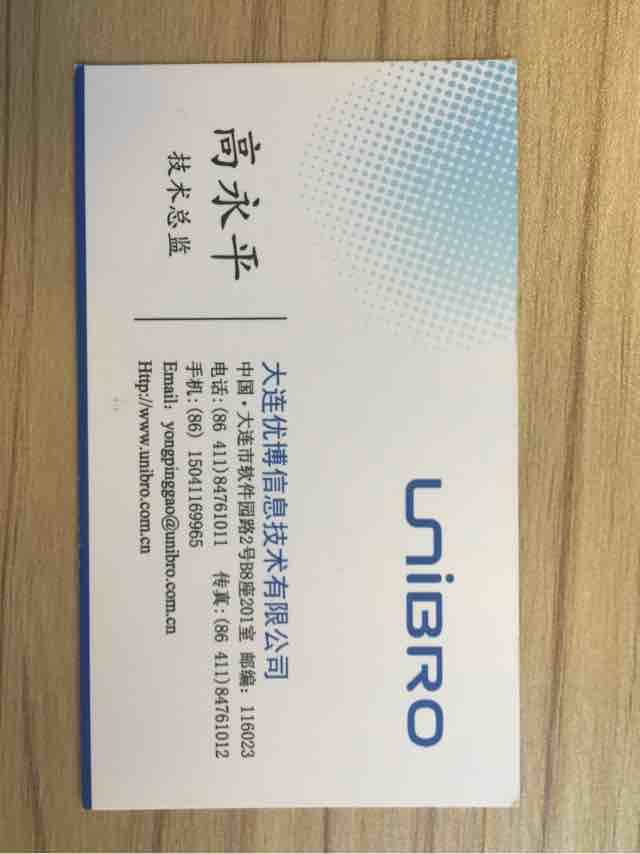 UNiBRO
高永平
技术总监
大连优博信息技术有限公司
中国·大连市软件园路2号B8座201室 邮编: 116023
电话:(86 411)84761011 传真:(86 411)84761012
手机:(86) 15041169965
Email: yongpinggao@unibro.com.cn
Http://www.unibro.com.cn